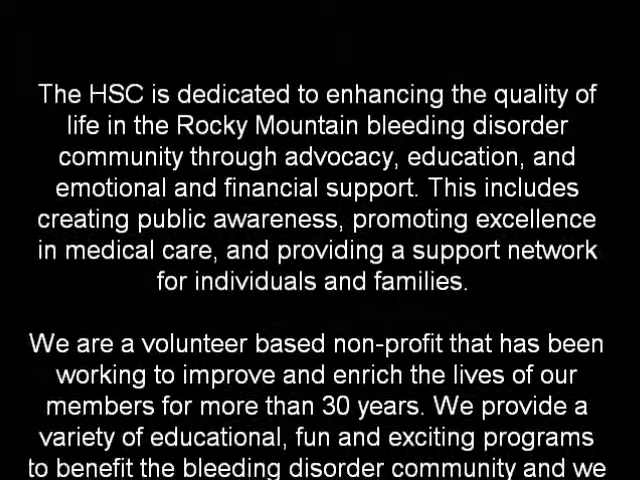 The HSC is dedicated to enhancing the quality of
life in the Rocky Mountain bleeding disorder
community through advocacy, education, and
emotional and financial support. This includes
creating public awareness, promoting excellence
in medical care, and providing a support network
for individuals and families.
We are a volunteer based non-profit that has been
working to improve and enrich the lives of our
members for more than 30 years. We provide a
variety of educational, fun and exciting programs
to benefit the bleeding disorder community and we